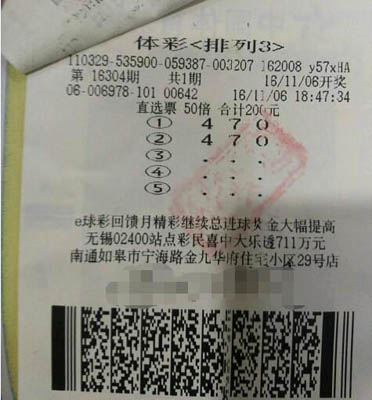 体彩<排列3>
110329-535900-059387-003207 162008 y57xHA
第 16304期 共1期 16/11/06开奖
06-006978-101 00642 16/11/06 18:47:34
直选票 50倍 合计200元
① 4 7 0
② 4 7 0
③ . . .
④ . . .
⑤ . . .
e球彩回馈月精彩继续总进球奖金大幅提高
无锡02400站点彩民喜中大乐透711万元
南通如皋市宁海路金九华府住宅小区29号店